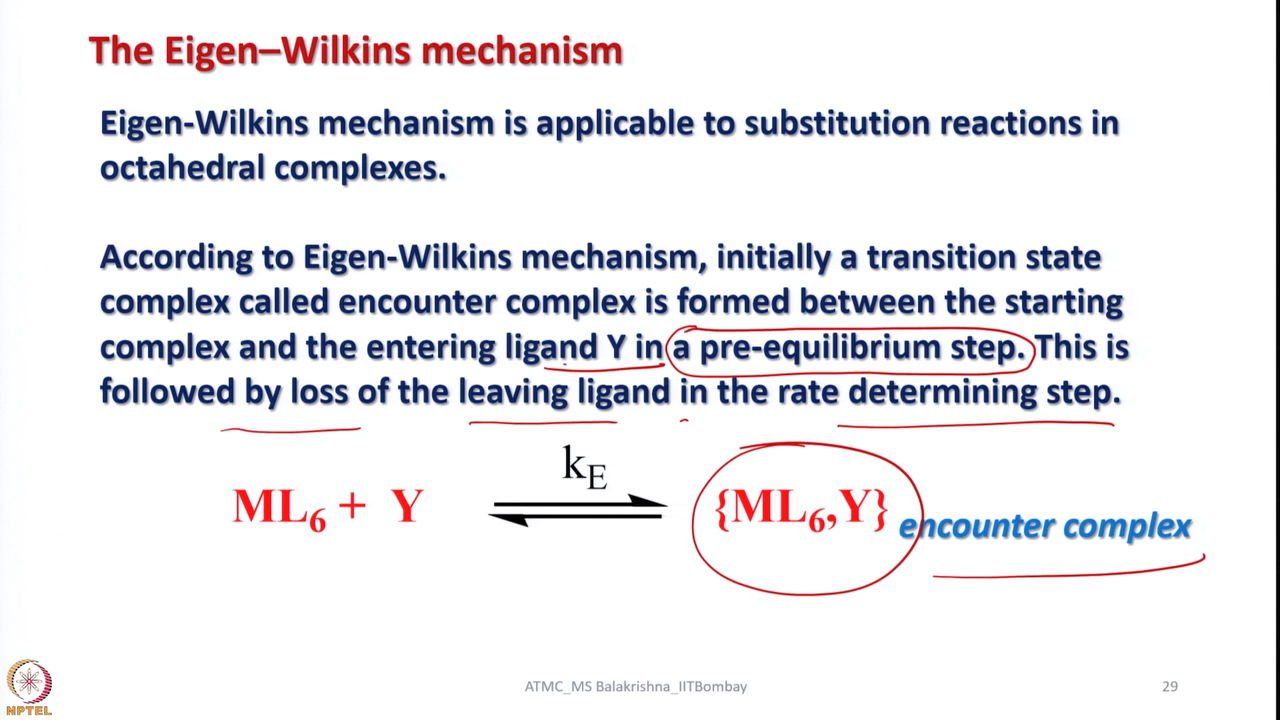 The Eigen–Wilkins mechanism
Eigen-Wilkins mechanism is applicable to substitution reactions in
octahedral complexes.
According to Eigen-Wilkins mechanism, initially a transition state
complex called encounter complex is formed between the starting
complex and the entering ligand Y in a pre-equilibrium step. This is
followed by loss of the leaving ligand in the rate determining step.
k_E
ML₆ + Y {ML₆,Y} encounter complex
NPTEL
ATMC_MS Balakrishna_IITBombay 29